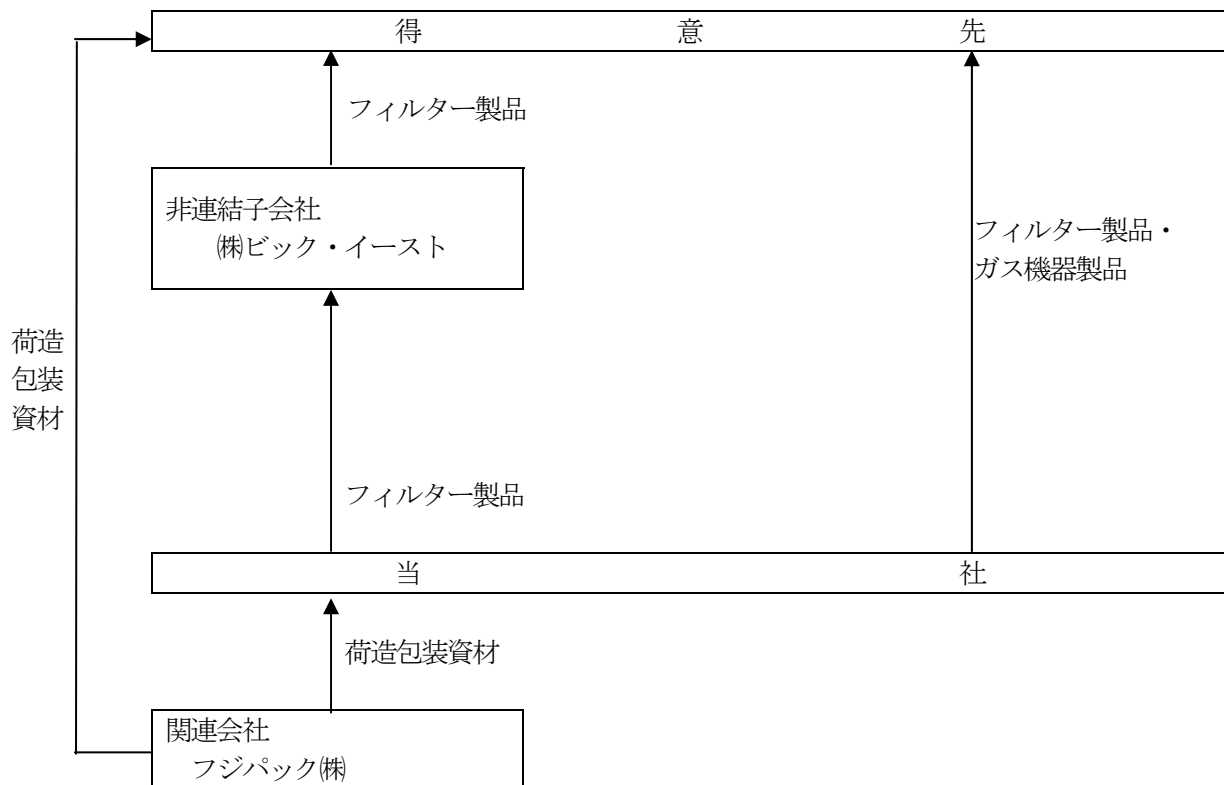 得 意 先
フィルター製品
非連結子会社
㈱ビック・イースト
フィルター製品・
ガス機器製品
荷造
包装
資材
フィルター製品
当 社
荷造包装資材
関連会社
フジパック㈱